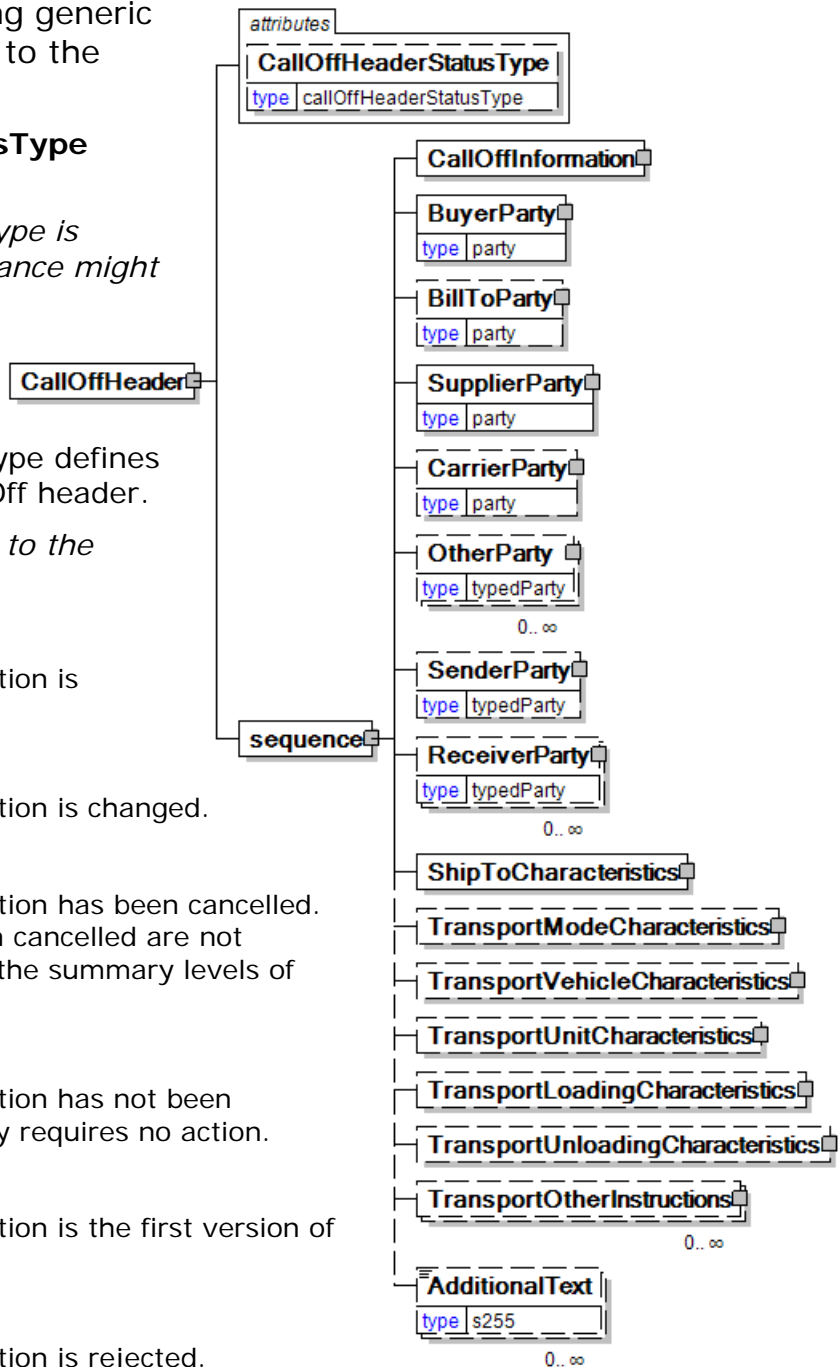 ng generic
to the
sType
ype is
ance might
ype defines
Off header.
to the
tion is
tion is changed.
tion has been cancelled.
n cancelled are not
the summary levels of
tion has not been
y requires no action.
tion is the first version of
tion is rejected.
CallOffHeader
attributes
CallOffHeaderStatusType
type callOffHeaderStatusType
sequence
CallOffInformation
BuyerParty
type party
BillToParty
type party
SupplierParty
type party
CarrierParty
type party
OtherParty
type typedParty
0.. ∞
SenderParty
type typedParty
ReceiverParty
type typedParty
0.. ∞
ShipToCharacteristics
TransportModeCharacteristics
TransportVehicleCharacteristics
TransportUnitCharacteristics
TransportLoadingCharacteristics
TransportUnloadingCharacteristics
TransportOtherInstructions
0.. ∞
AdditionalText
type s255
0.. ∞